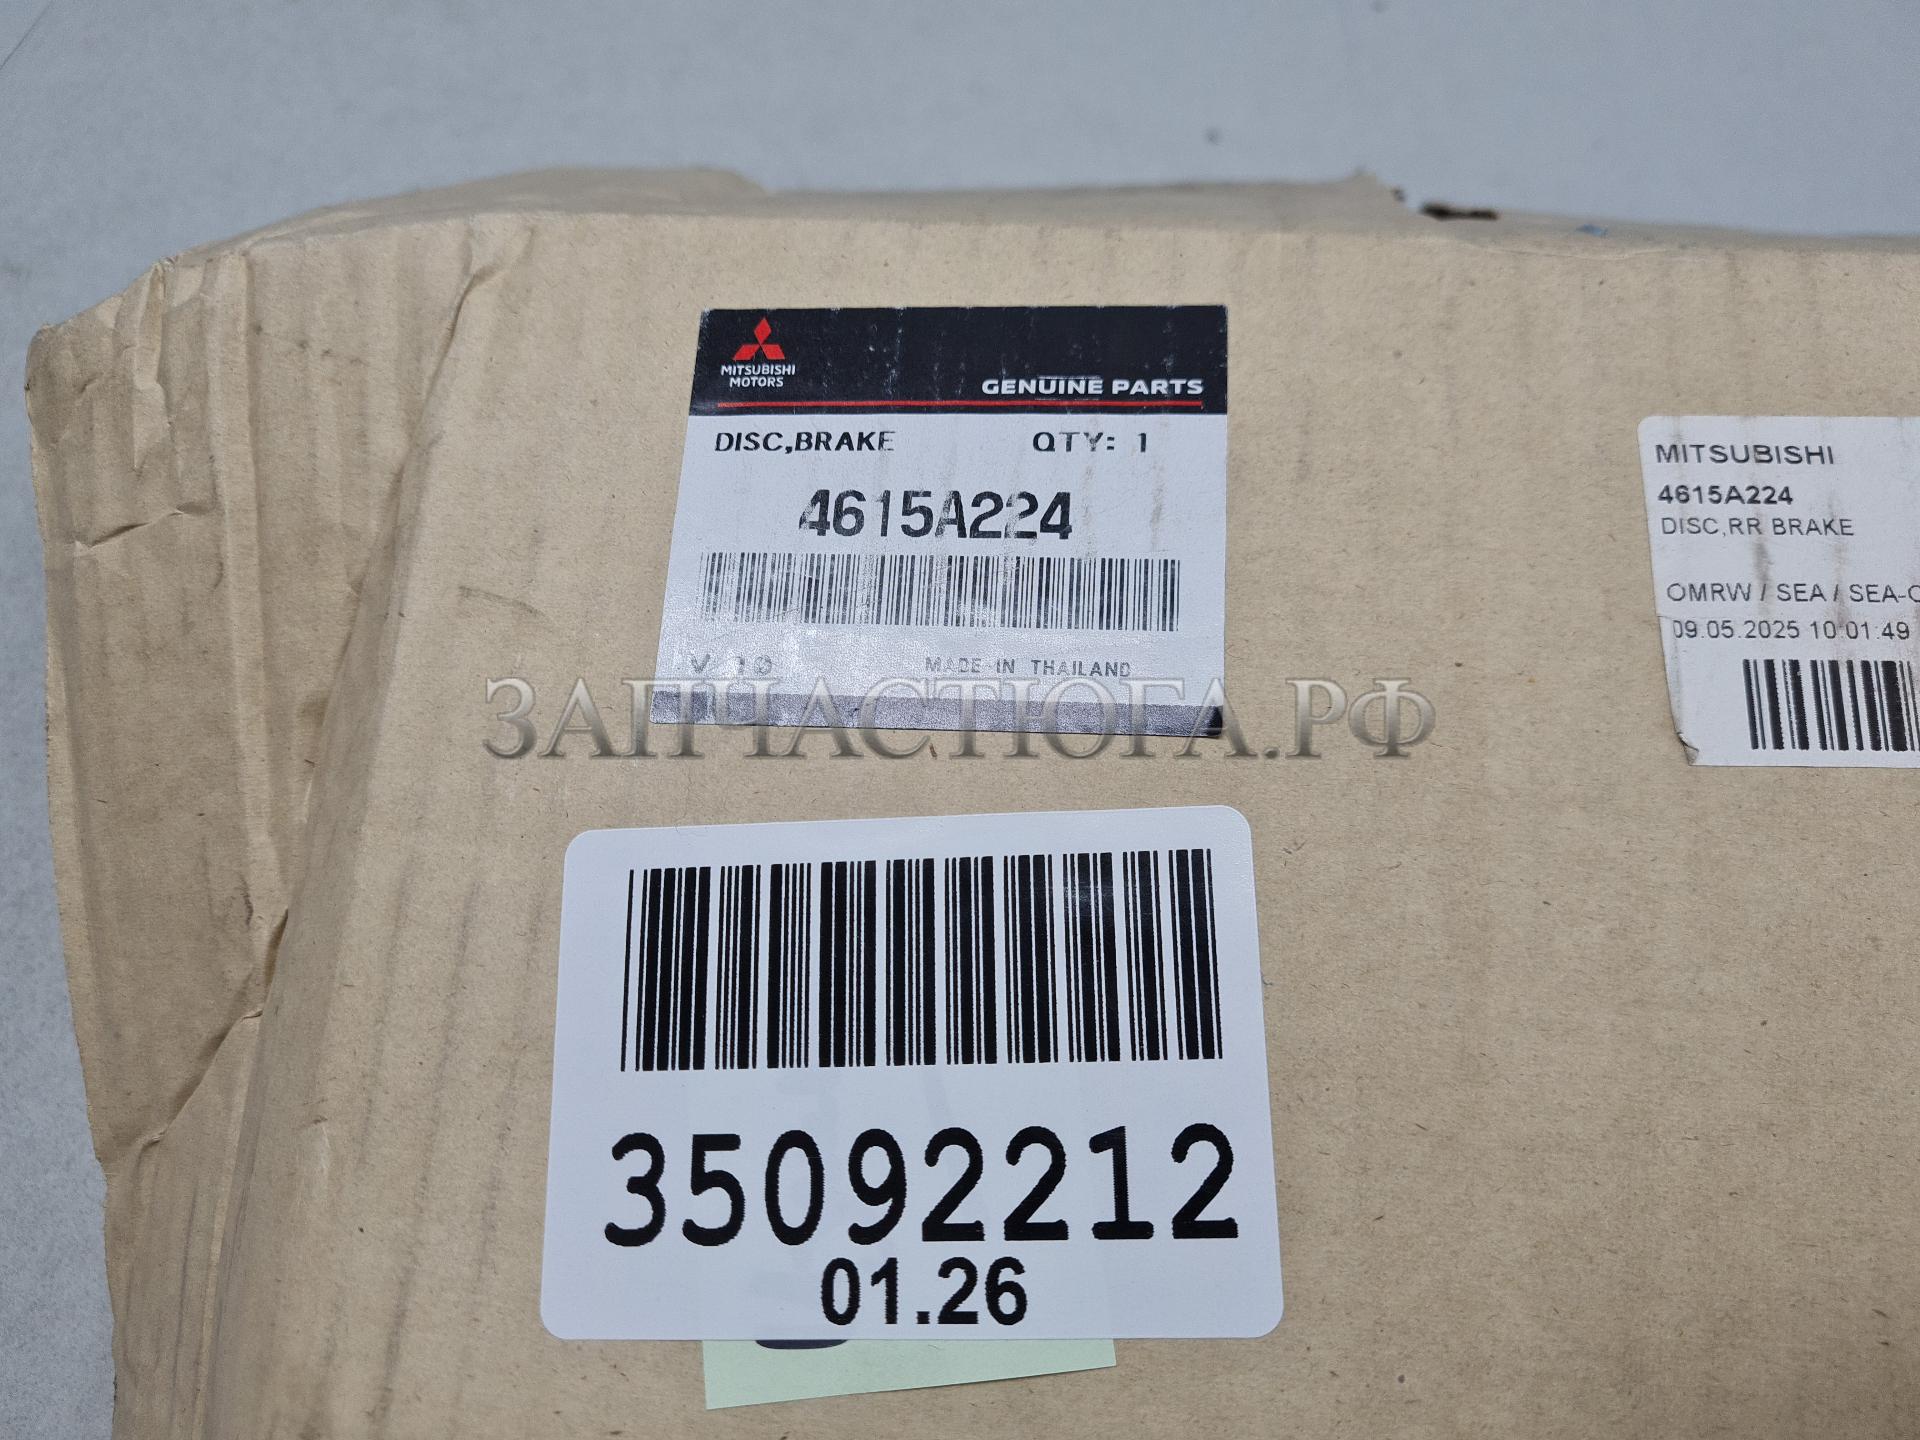 MITSUBISHI
MOTORS
GENUINE PARTS
DISC,BRAKE QTY: 1
4615A224
MADE IN THAILAND
MITSUBISHI
4615A224
DISC,RR BRAKE
OMRW / SEA / SEA-
09.05.2025 10:01:49
ЗАПЧАСТЮГА.РФ
35092212
01.26